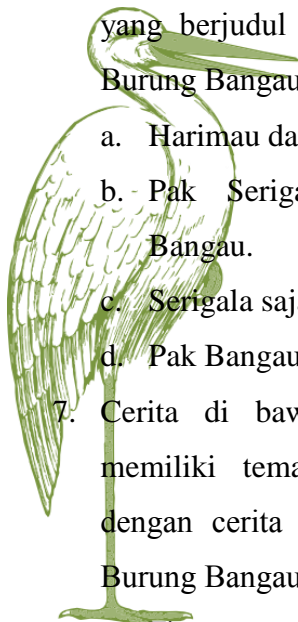 yang berjudul
Burung Bangau
a. Harimau da
b. Pak Seriga
Bangau.
c. Serigala saja
d. Pak Bangau
7. Cerita di baw
memiliki tema
dengan cerita
Burung Bangau